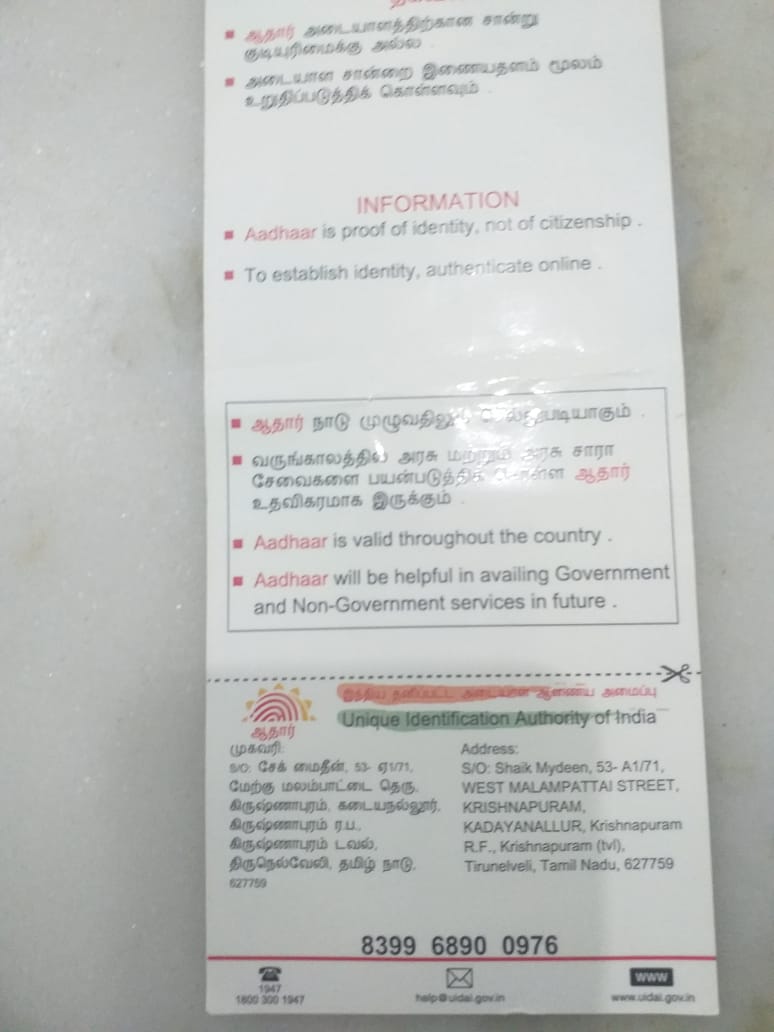 ஆதார் அடையாளத்திற்கான சான்று
குடியுரிமைக்கு அல்ல .
அடையாள சான்றை இணையதளம் மூலம்
உறுதிப்படுத்திக் கொள்ளவும் .
INFORMATION
Aadhaar is proof of identity, not of citizenship .
To establish identity, authenticate online .
ஆதார் நாடு முழுவதிலும் செல்லுபடியாகும் .
வருங்காலத்தில் அரசு மற்றும் அரசு சாரா
சேவைகளை பயன்படுத்திக் கொள்ள ஆதார்
உதவிகரமாக இருக்கும் .
Aadhaar is valid throughout the country .
Aadhaar will be helpful in availing Government
and Non-Government services in future .
இந்திய தனிப்பட்ட அடையாள ஆணைய அமைப்பு
Unique Identification Authority of India
ஆதார்
முகவரி:
S/O: சேக் மைதீன், 53- ஏ1/71,
மேற்கு மலம்பாட்டை தெரு,
கிருஷ்ணாபுரம், கடையநல்லூர்,
கிருஷ்ணாபுரம் ர.ப.,
கிருஷ்ணாபுரம் டவல்,
திருநெல்வேலி, தமிழ் நாடு,
627759
Address:
S/O: Shaik Mydeen, 53- A1/71,
WEST MALAMPATTAI STREET,
KRISHNAPURAM,
KADAYANALLUR, Krishnapuram
R.F., Krishnapuram (tvl),
Tirunelveli, Tamil Nadu, 627759
8399 6890 0976
1947
1800 300 1947
help@uidai.gov.in
WWW
www.uidai.gov.in